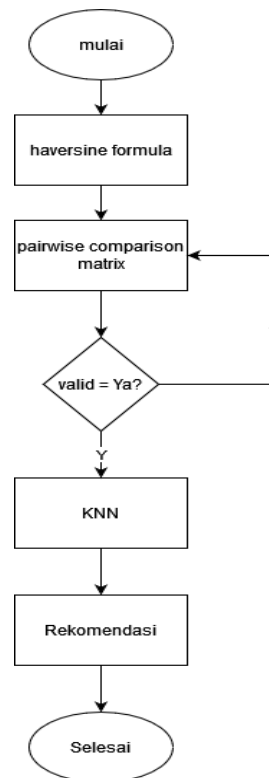 mulai
haversine formula
pairwise comparison
matrix
valid = Ya?
Y
KNN
Rekomendasi
Selesai